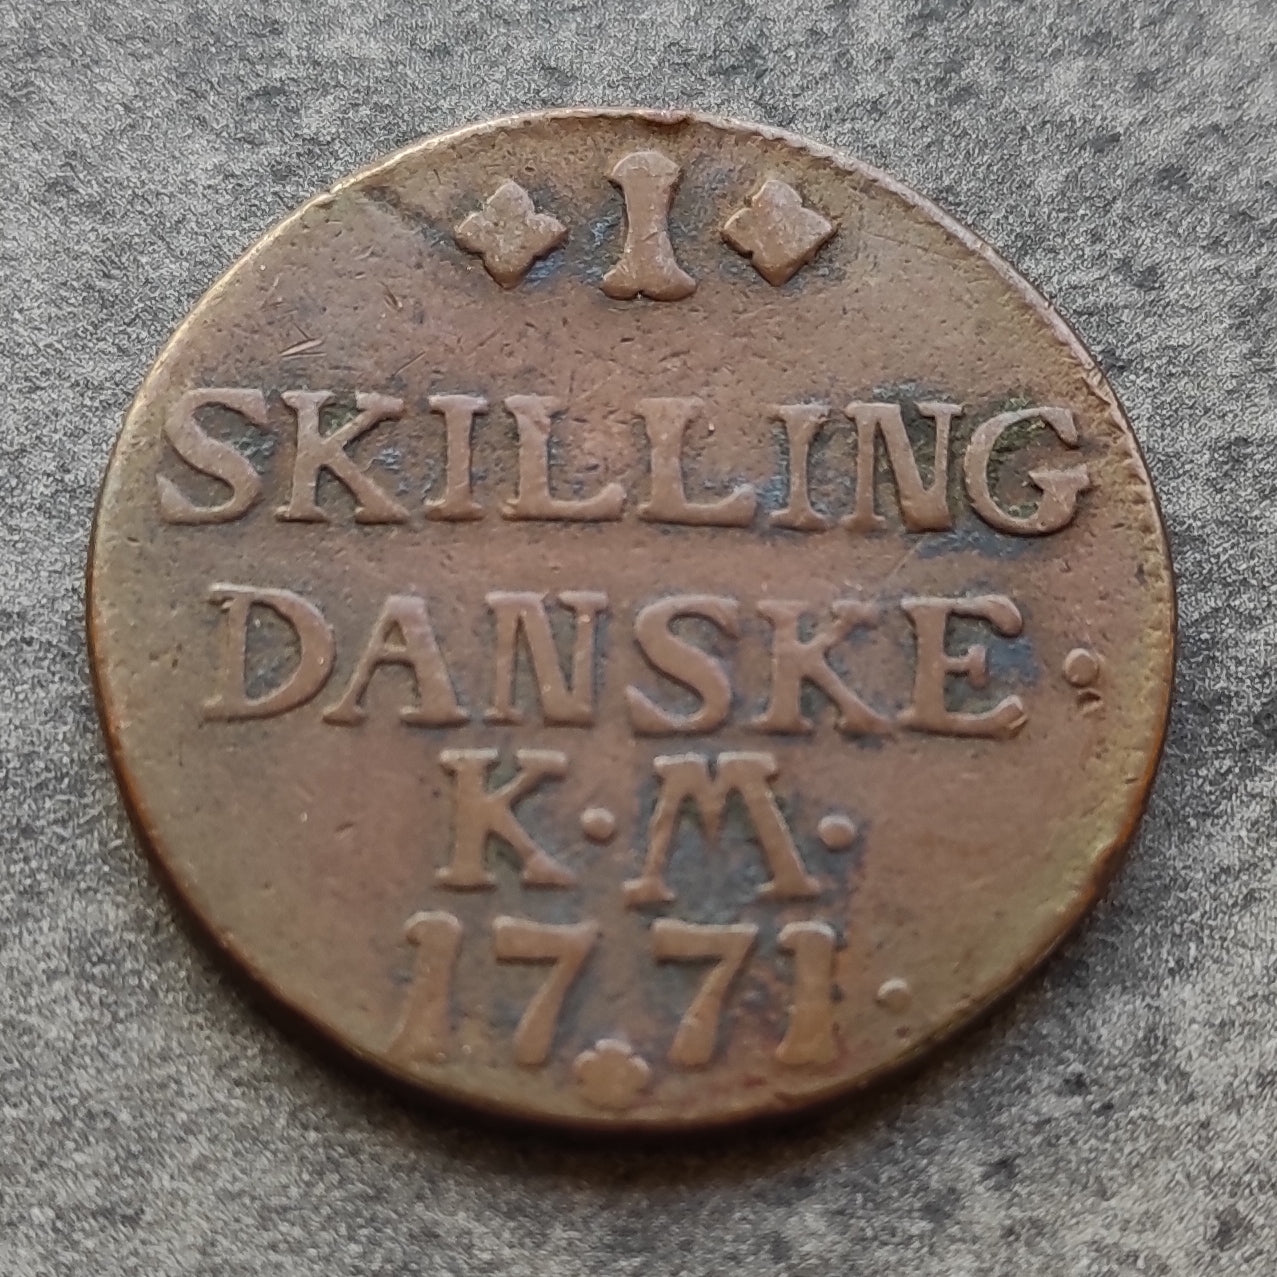 1
SKILLING
DANSKE.
K.M.
1771.